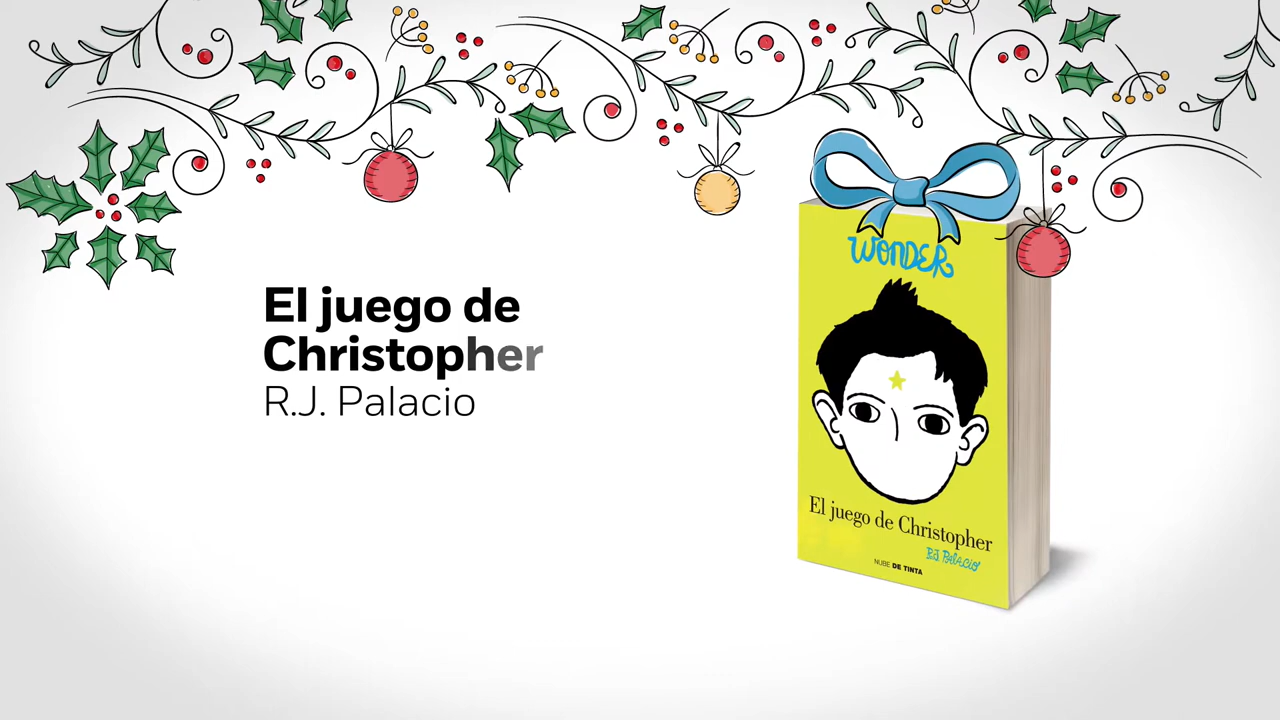 El juego de
Christopher
R.J. Palacio
WONDER
El juego de Christopher
R.J. Palacio
NUBE DE TINTA